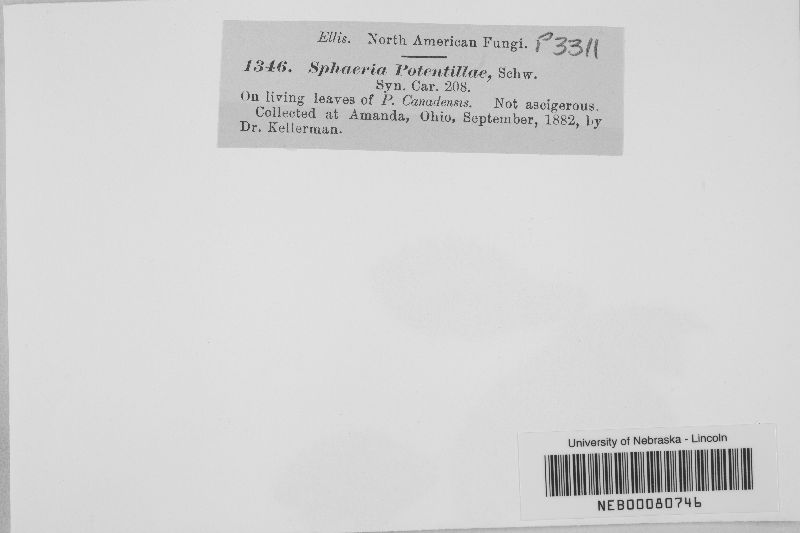 Ellis. North American Fungi. P3311
1346. Sphaeria Potentillae, Schw.
Syn. Car. 208.
On living leaves of P. Canadensis. Not ascigerous.
Collected at Amanda, Ohio, September, 1882, by
Dr. Kellerman.
University of Nebraska - Lincoln
NEB00080746